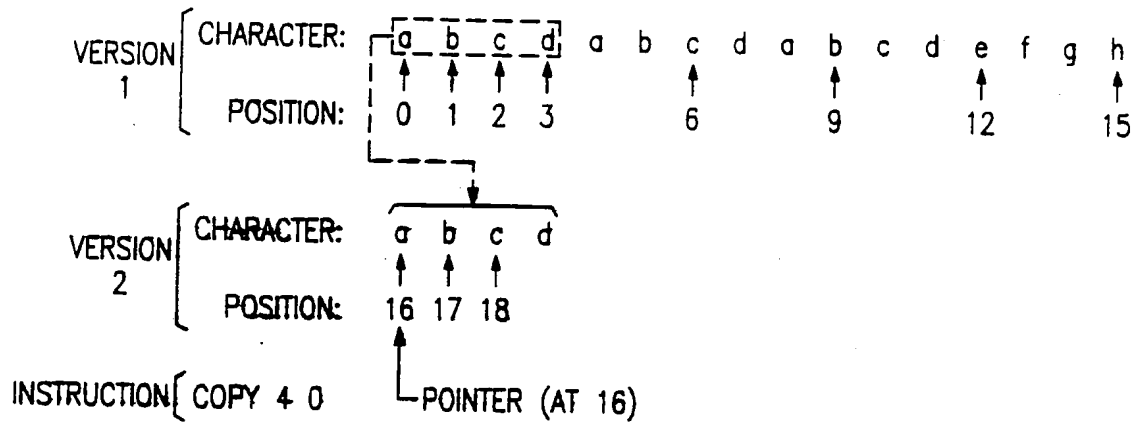 VERSION 1
CHARACTER: a b c d a b c d a b c d e f g h
POSITION: 0 1 2 3 6 9 12 15
VERSION 2
CHARACTER: a b c d
POSITION: 16 17 18
INSTRUCTION COPY 4 0 POINTER (AT 16)